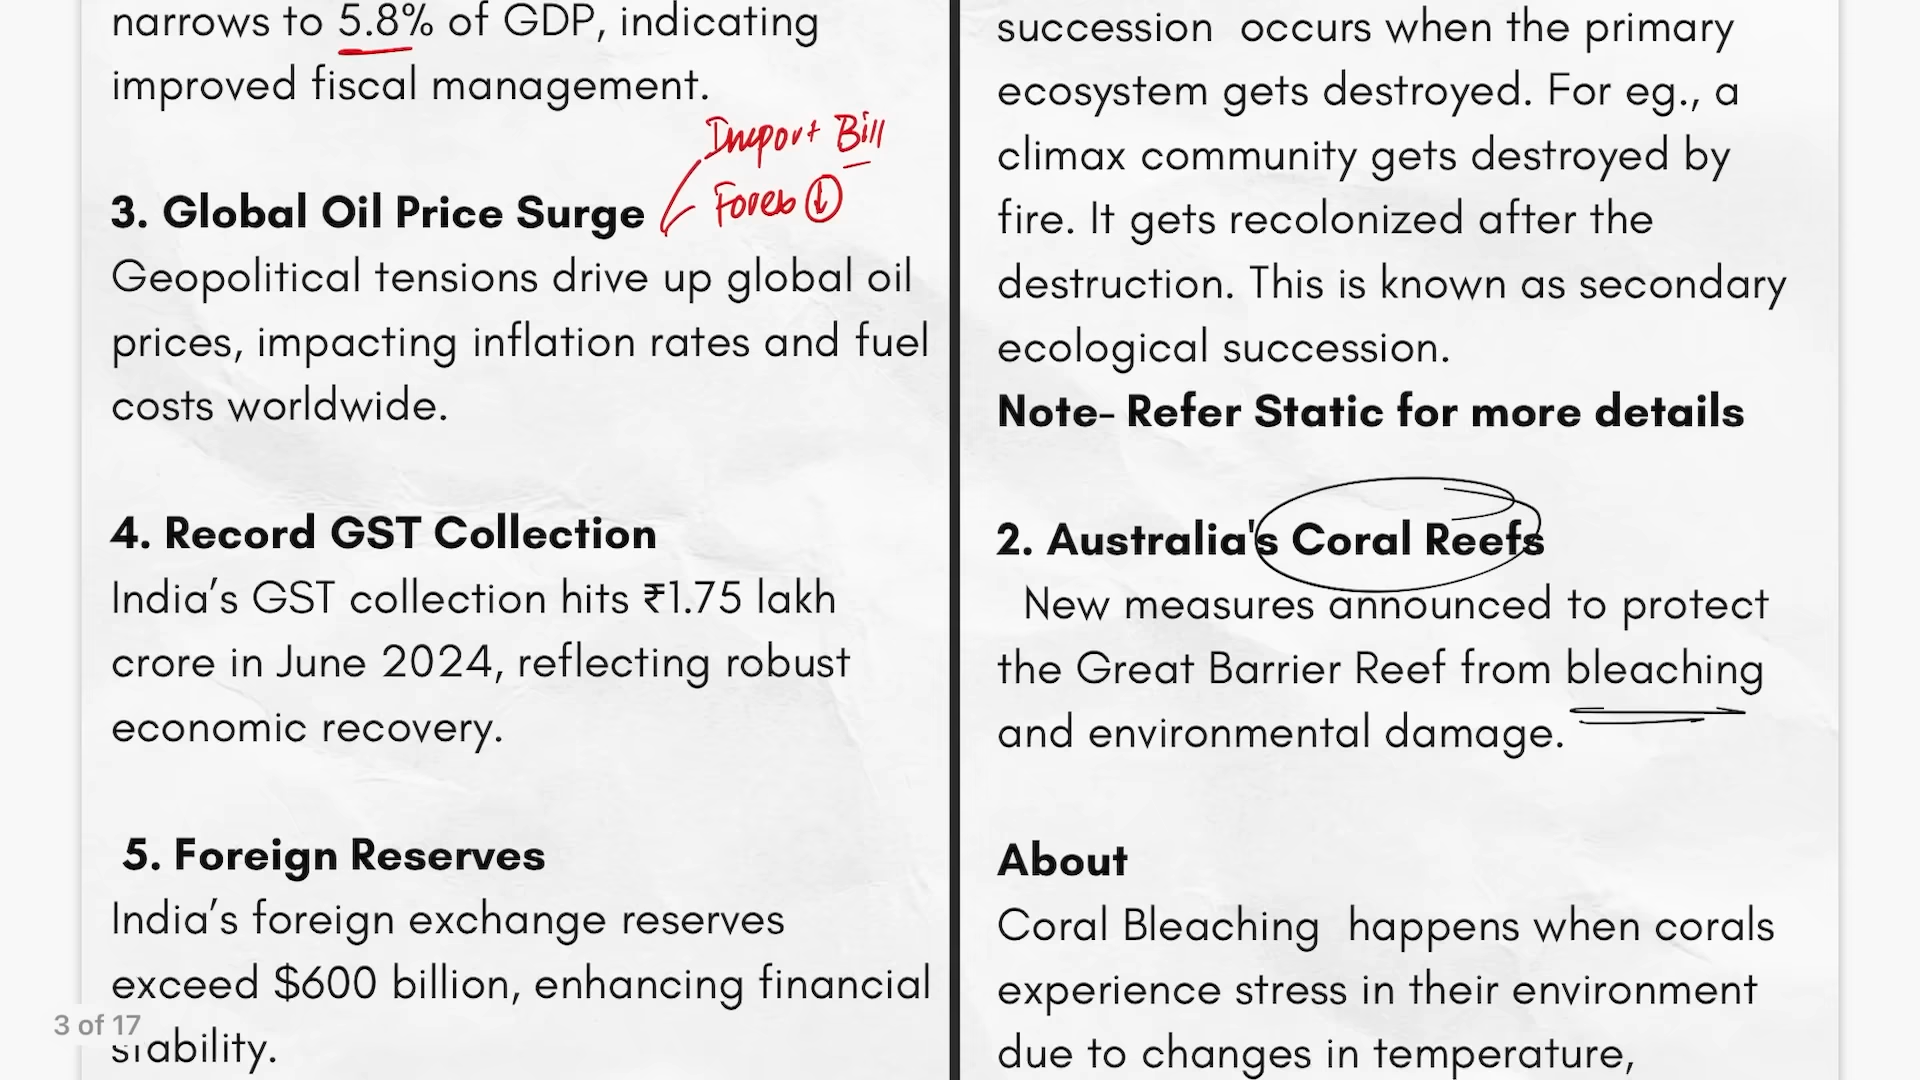 narrows to 5.8% of GDP, indicating
improved fiscal management.
Import Bill
Forex ↓
3. Global Oil Price Surge
Geopolitical tensions drive up global oil
prices, impacting inflation rates and fuel
costs worldwide.
4. Record GST Collection
India’s GST collection hits ₹1.75 lakh
crore in June 2024, reflecting robust
economic recovery.
5. Foreign Reserves
India’s foreign exchange reserves
exceed $600 billion, enhancing financial
stability.
3 of 17
succession occurs when the primary
ecosystem gets destroyed. For eg., a
climax community gets destroyed by
fire. It gets recolonized after the
destruction. This is known as secondary
ecological succession.
Note- Refer Static for more details
2. Australia's Coral Reefs
New measures announced to protect
the Great Barrier Reef from bleaching
and environmental damage.
About
Coral Bleaching happens when corals
experience stress in their environment
due to changes in temperature,